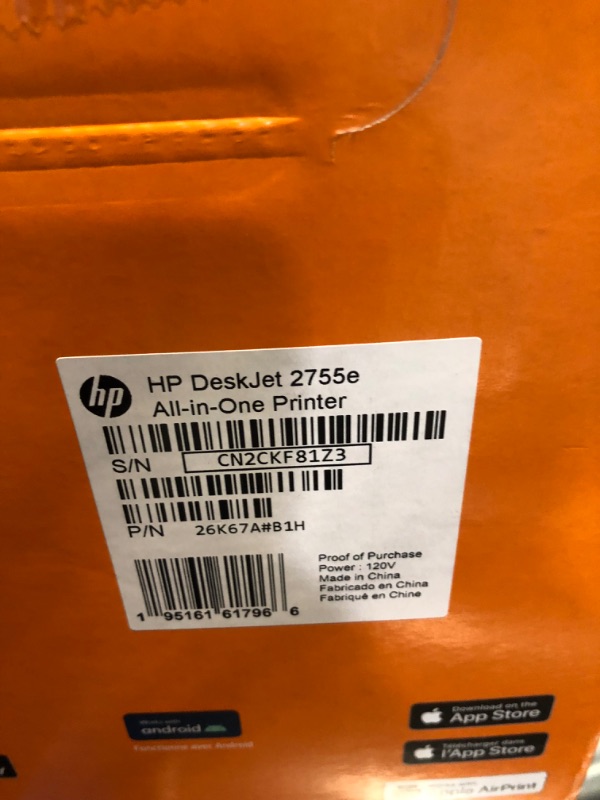 hp
HP DeskJet 2755e
All-in-One Printer
S/N CN2CKF81Z3
P/N 26K67A#B1H
Proof of Purchase
Power : 120V
Made in China
Fabricado en China
Fabriqué en Chine
1 95161 61796 6
Works with
android
Fonctionne avec Android
Download on the
App Store
Télécharger dans
l'App Store
AirPrint